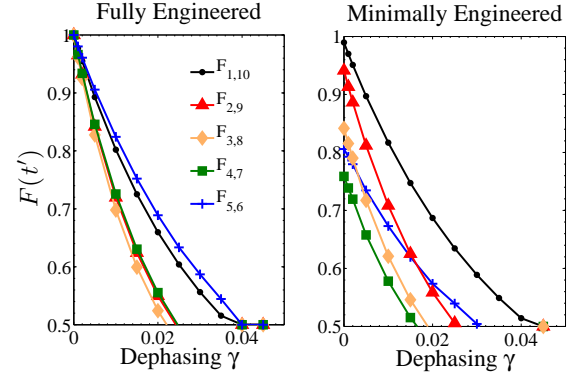 Fully Engineered
Minimally Engineered
F(t′)
1
0.9
0.8
0.7
0.6
0.5
F1,10
F2,9
F3,8
F4,7
F5,6
0
0.02
0.04
Dephasing γ
1
0.9
0.8
0.7
0.6
0.5
0
0.02
0.04
Dephasing γ